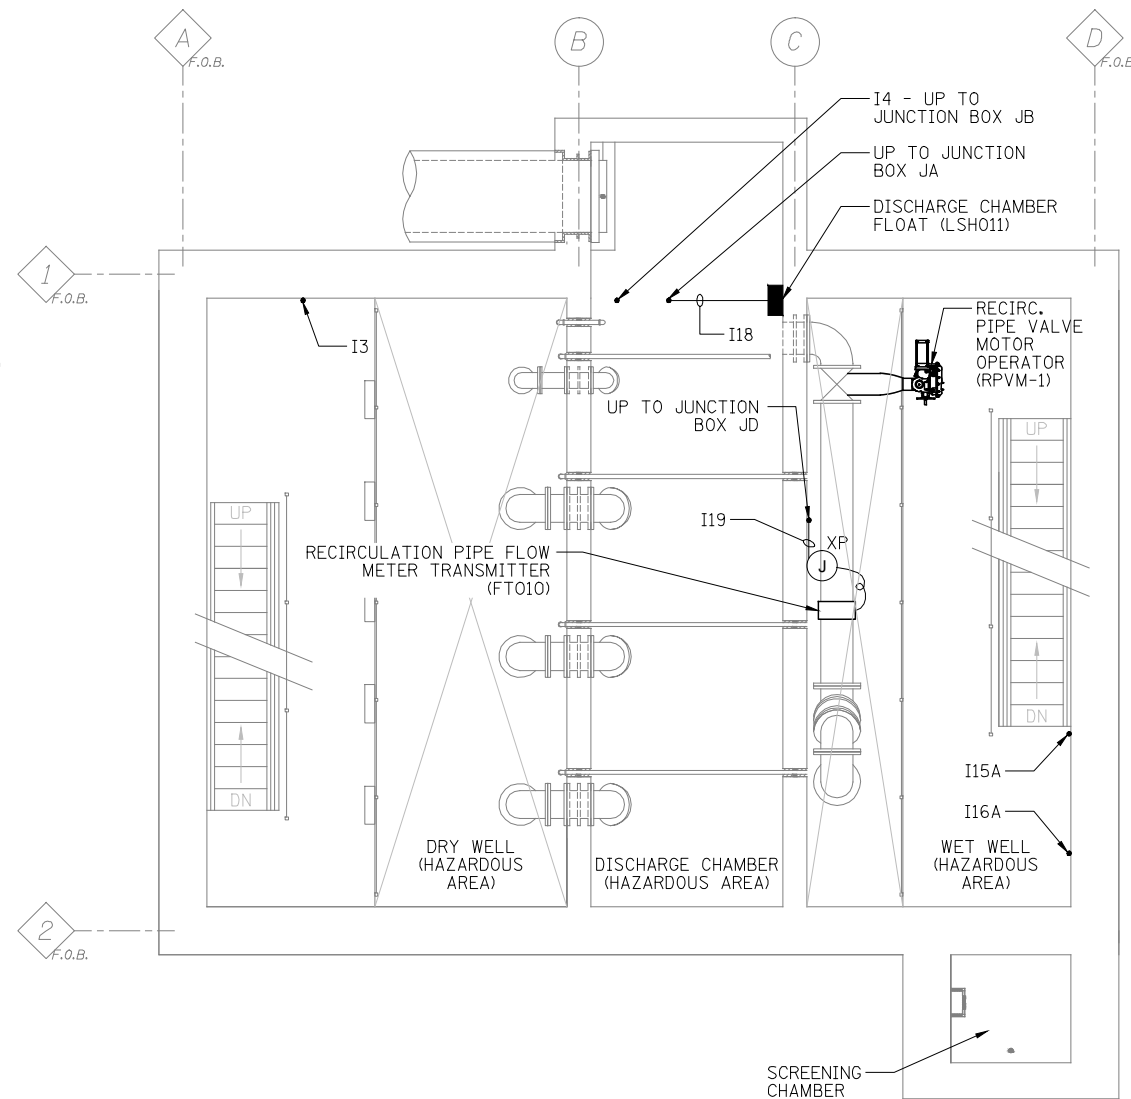 A
F.O.B.
B
C
D
F.O.B.
I4 - UP TO
JUNCTION BOX JB
UP TO JUNCTION
BOX JA
DISCHARGE CHAMBER
FLOAT (LSH011)
1
F.O.B.
RECIRC.
PIPE VALVE
MOTOR
OPERATOR
(RPVM-1)
I3
I18
UP TO JUNCTION
BOX JD
UP
UP
I19
XP
J
RECIRCULATION PIPE FLOW
METER TRANSMITTER
(FT010)
DN
DN
I15A
I16A
DRY WELL
(HAZARDOUS
AREA)
DISCHARGE CHAMBER
(HAZARDOUS AREA)
WET WELL
(HAZARDOUS
AREA)
2
F.O.B.
SCREENING
CHAMBER